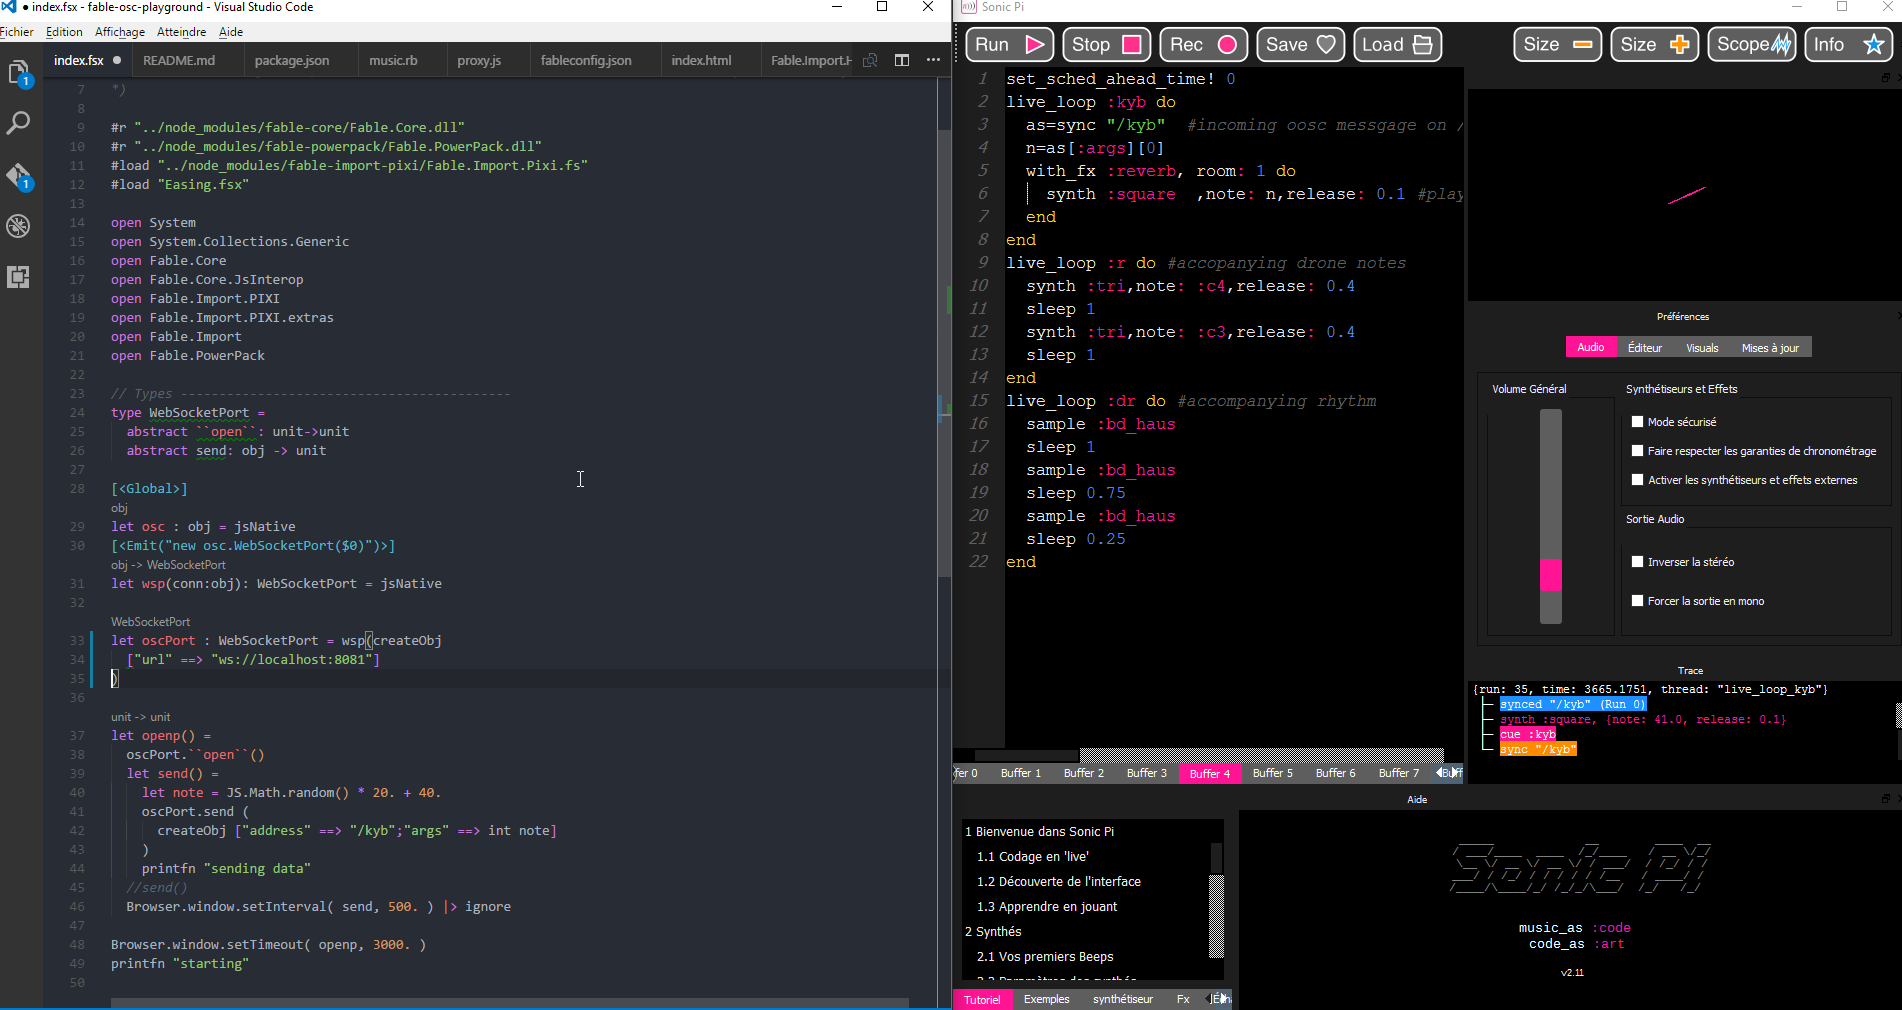 ● index.fsx - fable-osc-playground - Visual Studio Code
Fichier Edition Affichage Atteindre Aide
index.fsx ● README.md package.json music.rb proxy.js fableconfig.json index.html Fable.Import.H
1
1
7 *)
8
9 #r "../node_modules/fable-core/Fable.Core.dll"
10 #r "../node_modules/fable-powerpack/Fable.PowerPack.dll"
11 #load "../node_modules/fable-import-pixi/Fable.Import.Pixi.fs"
12 #load "Easing.fsx"
13
14 open System
15 open System.Collections.Generic
16 open Fable.Core
17 open Fable.Core.JsInterop
18 open Fable.Import.PIXI
19 open Fable.Import.PIXI.extras
20 open Fable.Import
21 open Fable.PowerPack
22
23 // Types -------------------------------------------
24 type WebSocketPort =
25 abstract ``open``: unit->unit
26 abstract send: obj -> unit
27
28 [<Global>]
obj
29 let osc : obj = jsNative
30 [<Emit("new osc.WebSocketPort($0)")>]
obj -> WebSocketPort
31 let wsp(conn:obj): WebSocketPort = jsNative
32
WebSocketPort
33 let oscPort : WebSocketPort = wsp(createObj
34 ["url" ==> "ws://localhost:8081"]
35 )
36
unit -> unit
37 let openp() =
38 oscPort.``open``()
39 let send() =
40 let note = JS.Math.random() * 20. + 40.
41 oscPort.send (
42 createObj ["address" ==> "/kyb";"args" ==> int note]
43 )
44 printfn "sending data"
45 //send()
46 Browser.window.setInterval( send, 500. ) |> ignore
47
48 Browser.window.setTimeout( openp, 3000. )
49 printfn "starting"
50
Sonic Pi
Run Stop Rec Save Load Size Size Scope Info
1 set_sched_ahead_time! 0
2 live_loop :kyb do
3 as=sync "/kyb" #incoming oosc messgage on /
4 n=as[:args][0]
5 with_fx :reverb, room: 1 do
6 synth :square ,note: n,release: 0.1 #play
7 end
8 end
9 live_loop :r do #accopanying drone notes
10 synth :tri,note: :c4,release: 0.4
11 sleep 1
12 synth :tri,note: :c3,release: 0.4
13 sleep 1
14 end
15 live_loop :dr do #accompanying rhythm
16 sample :bd_haus
17 sleep 1
18 sample :bd_haus
19 sleep 0.75
20 sample :bd_haus
21 sleep 0.25
22 end
fer 0 Buffer 1 Buffer 2 Buffer 3 Buffer 4 Buffer 5 Buffer 6 Buffer 7
Préférences
Audio Éditeur Visuals Mises à jour
Volume Général
Synthétiseurs et Effets
Mode sécurisé
Faire respecter les garanties de chronométrage
Activer les synthétiseurs et effets externes
Sortie Audio
Inverser la stéréo
Forcer la sortie en mono
Trace
{run: 35, time: 3665.1751, thread: "live_loop_kyb"}
synced "/kyb" (Run 0)
synth :square, {note: 41.0, release: 0.1}
cue :kyb
sync "/kyb"
Aide
1 Bienvenue dans Sonic Pi
1.1 Codage en 'live'
1.2 Découverte de l'interface
1.3 Apprendre en jouant
2 Synthés
2.1 Vos premiers Beeps
Tutoriel Exemples synthétiseur Fx
Sonic Pi
music_as :code
code_as :art
v2.11